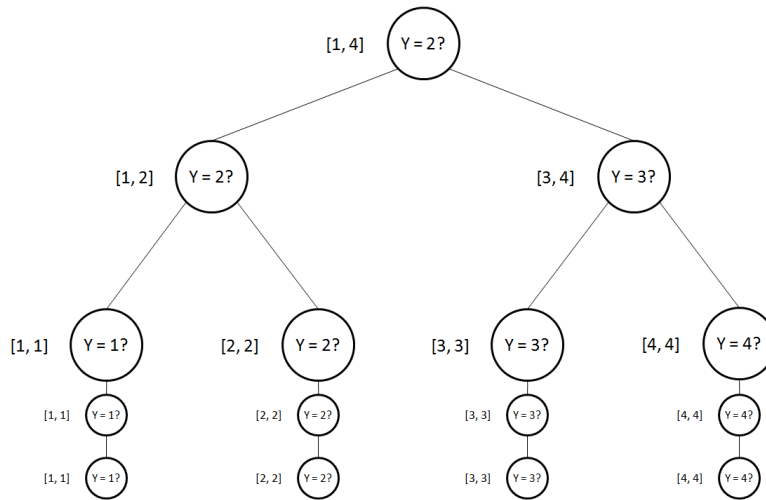 [1, 4] Y = 2?
[1, 2] Y = 2? [3, 4] Y = 3?
[1, 1] Y = 1? [2, 2] Y = 2? [3, 3] Y = 3? [4, 4] Y = 4?
[1, 1] Y = 1? [2, 2] Y = 2? [3, 3] Y = 3? [4, 4] Y = 4?
[1, 1] Y = 1? [2, 2] Y = 2? [3, 3] Y = 3? [4, 4] Y = 4?